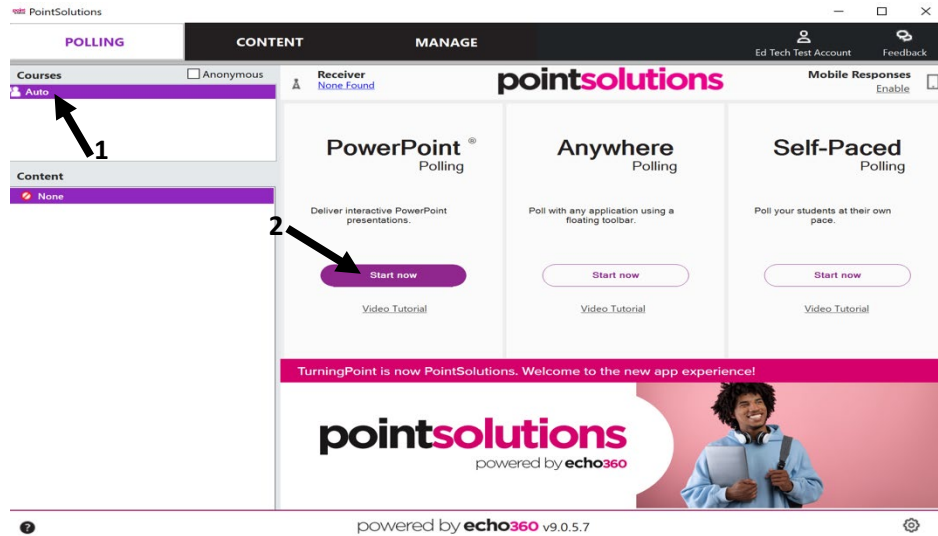 PointSolutions
POLLING
CONTENT
MANAGE
Ed Tech Test Account
Feedback
Courses
Anonymous
Auto
1
Content
None
Receiver
None Found
pointsolutions
Mobile Responses
Enable
PowerPoint ®
Polling
Deliver interactive PowerPoint
presentations.
2
Start now
Video Tutorial
Anywhere
Polling
Poll with any application using a
floating toolbar.
Start now
Video Tutorial
Self-Paced
Polling
Poll your students at their own
pace.
Start now
Video Tutorial
TurningPoint is now PointSolutions. Welcome to the new app experience!
pointsolutions
powered by echo360
powered by echo360 v9.0.5.7